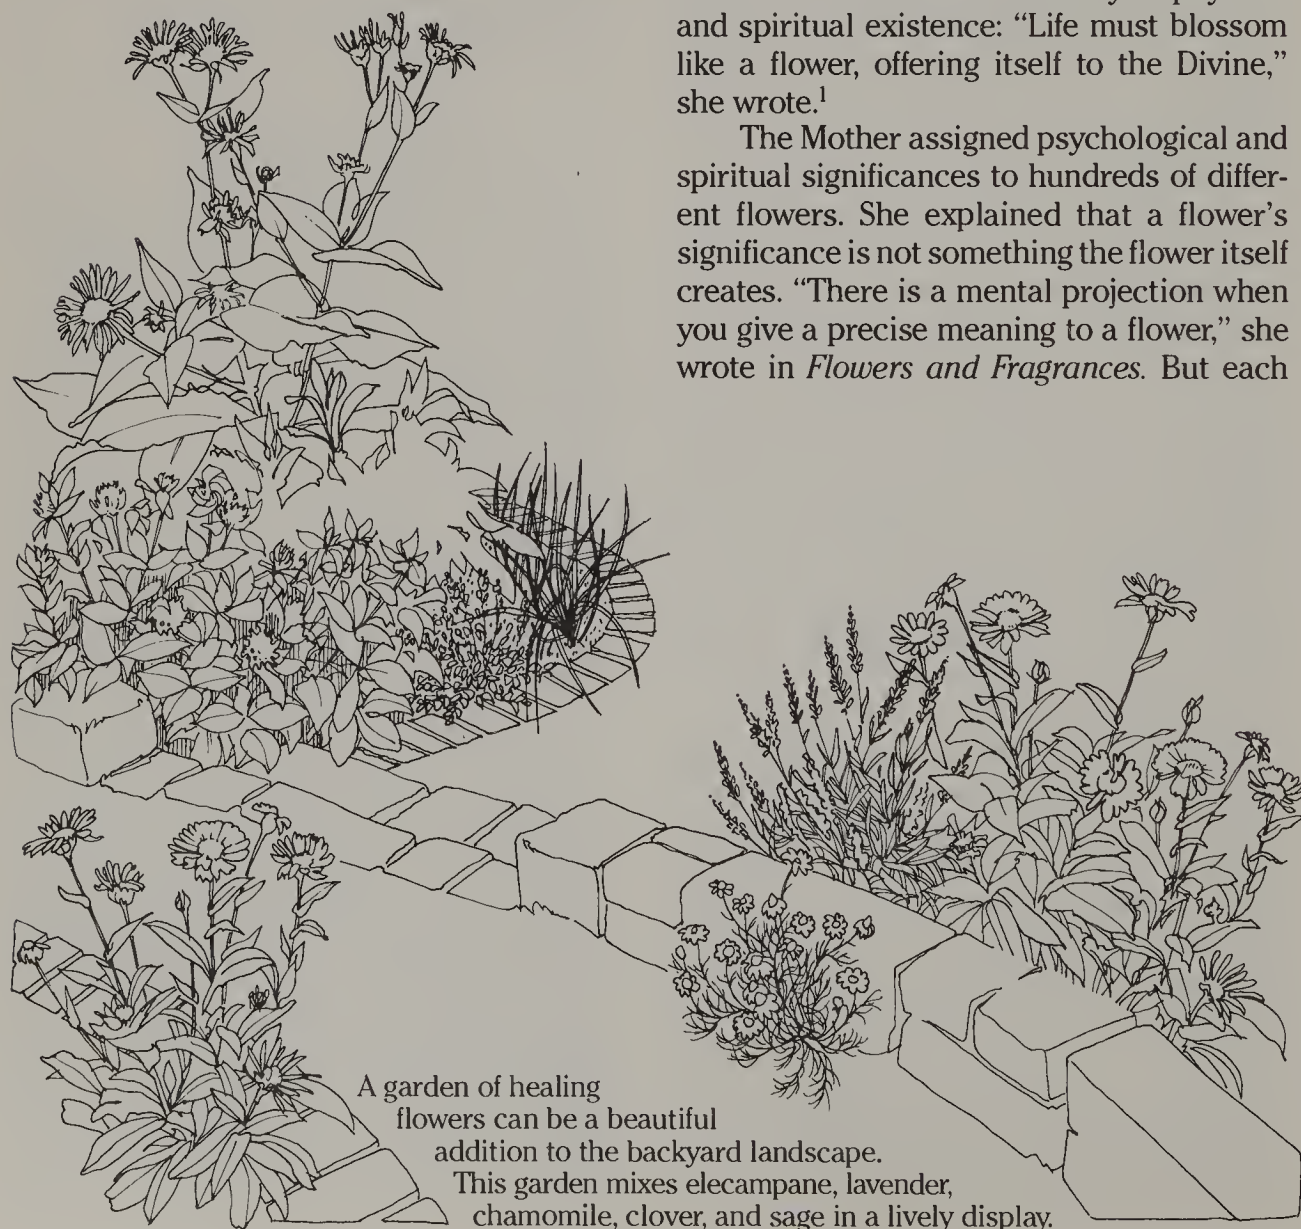 and spiritual existence: “Life must blossom
like a flower, offering itself to the Divine,”
she wrote.¹
The Mother assigned psychological and
spiritual significances to hundreds of differ-
ent flowers. She explained that a flower’s
significance is not something the flower itself
creates. “There is a mental projection when
you give a precise meaning to a flower,” she
wrote in Flowers and Fragrances. But each
A garden of healing
flowers can be a beautiful
addition to the backyard landscape.
This garden mixes elecampane, lavender,
chamomile, clover, and sage in a lively display.